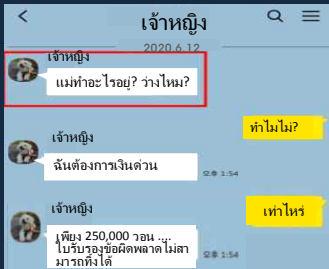 เจ้าหญิง
2020.6.12
เจ้าหญิง
แม่ทำอะไรอยู่? ว่างไหม?
ทำไมไม่?
เจ้าหญิง
ฉันต้องการเงินด่วน
오후 1:54
เจ้าหญิง
เท่าไหร่
เพียง 250,000 วอน ....
ใบรับรองข้อผิดพลาดไม่สา
มารถทิ้งได้
오후 1:54